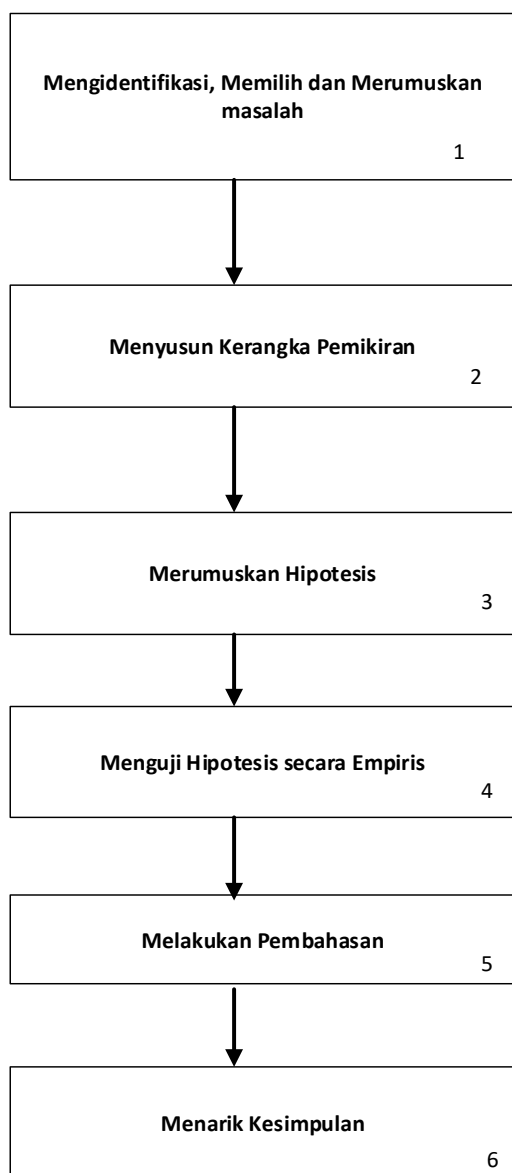 Mengidentifikasi, Memilih dan Merumuskan
masalah
1
Menyusun Kerangka Pemikiran
2
Merumuskan Hipotesis
3
Menguji Hipotesis secara Empiris
4
Melakukan Pembahasan
5
Menarik Kesimpulan
6